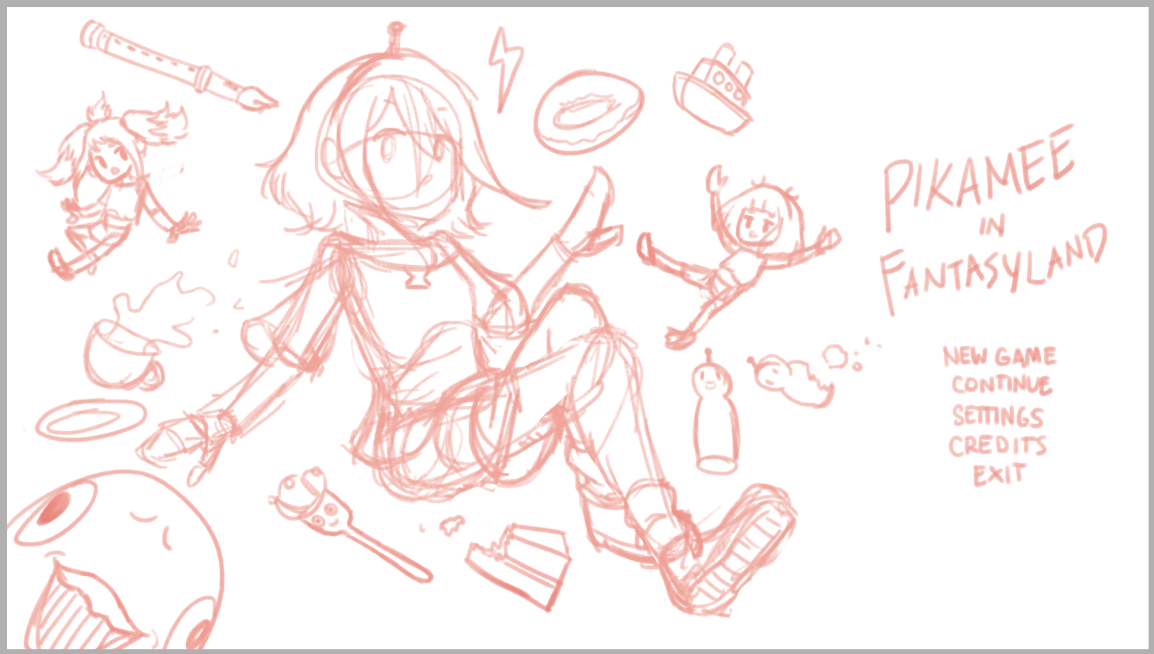 PIKAMEE
IN
FANTASYLAND
NEW GAME
CONTINUE
SETTINGS
CREDITS
EXIT